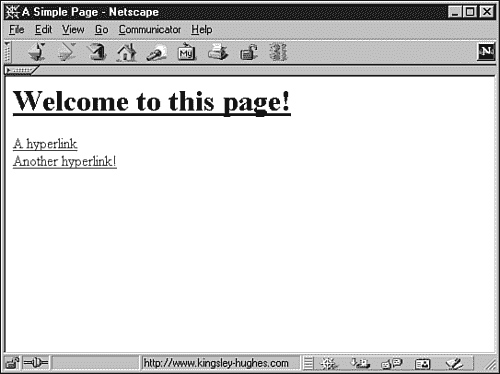 A Simple Page - Netscape
File Edit View Go Communicator Help
My
N
Welcome to this page!
A hyperlink
Another hyperlink!
http://www.kingsley-hughes.com